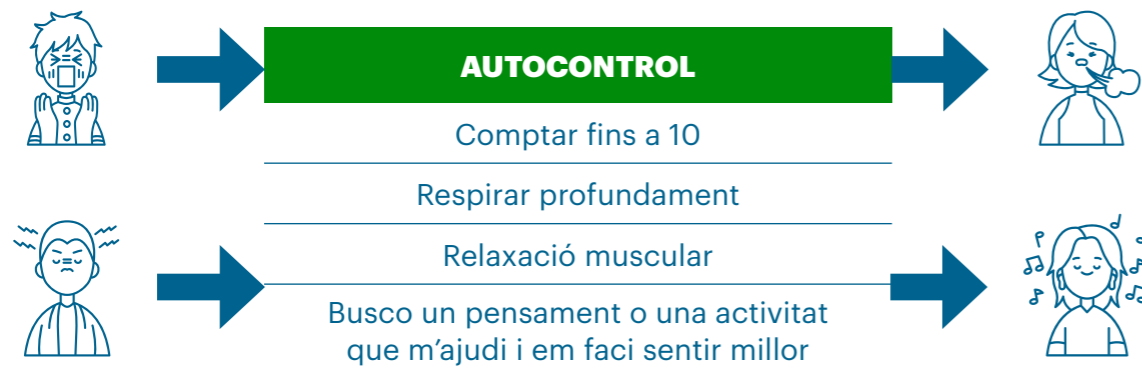 AUTOCONTROL
Comptar fins a 10
Respirar profundament
Relaxació muscular
Busco un pensament o una activitat
que m’ajudi i em faci sentir millor